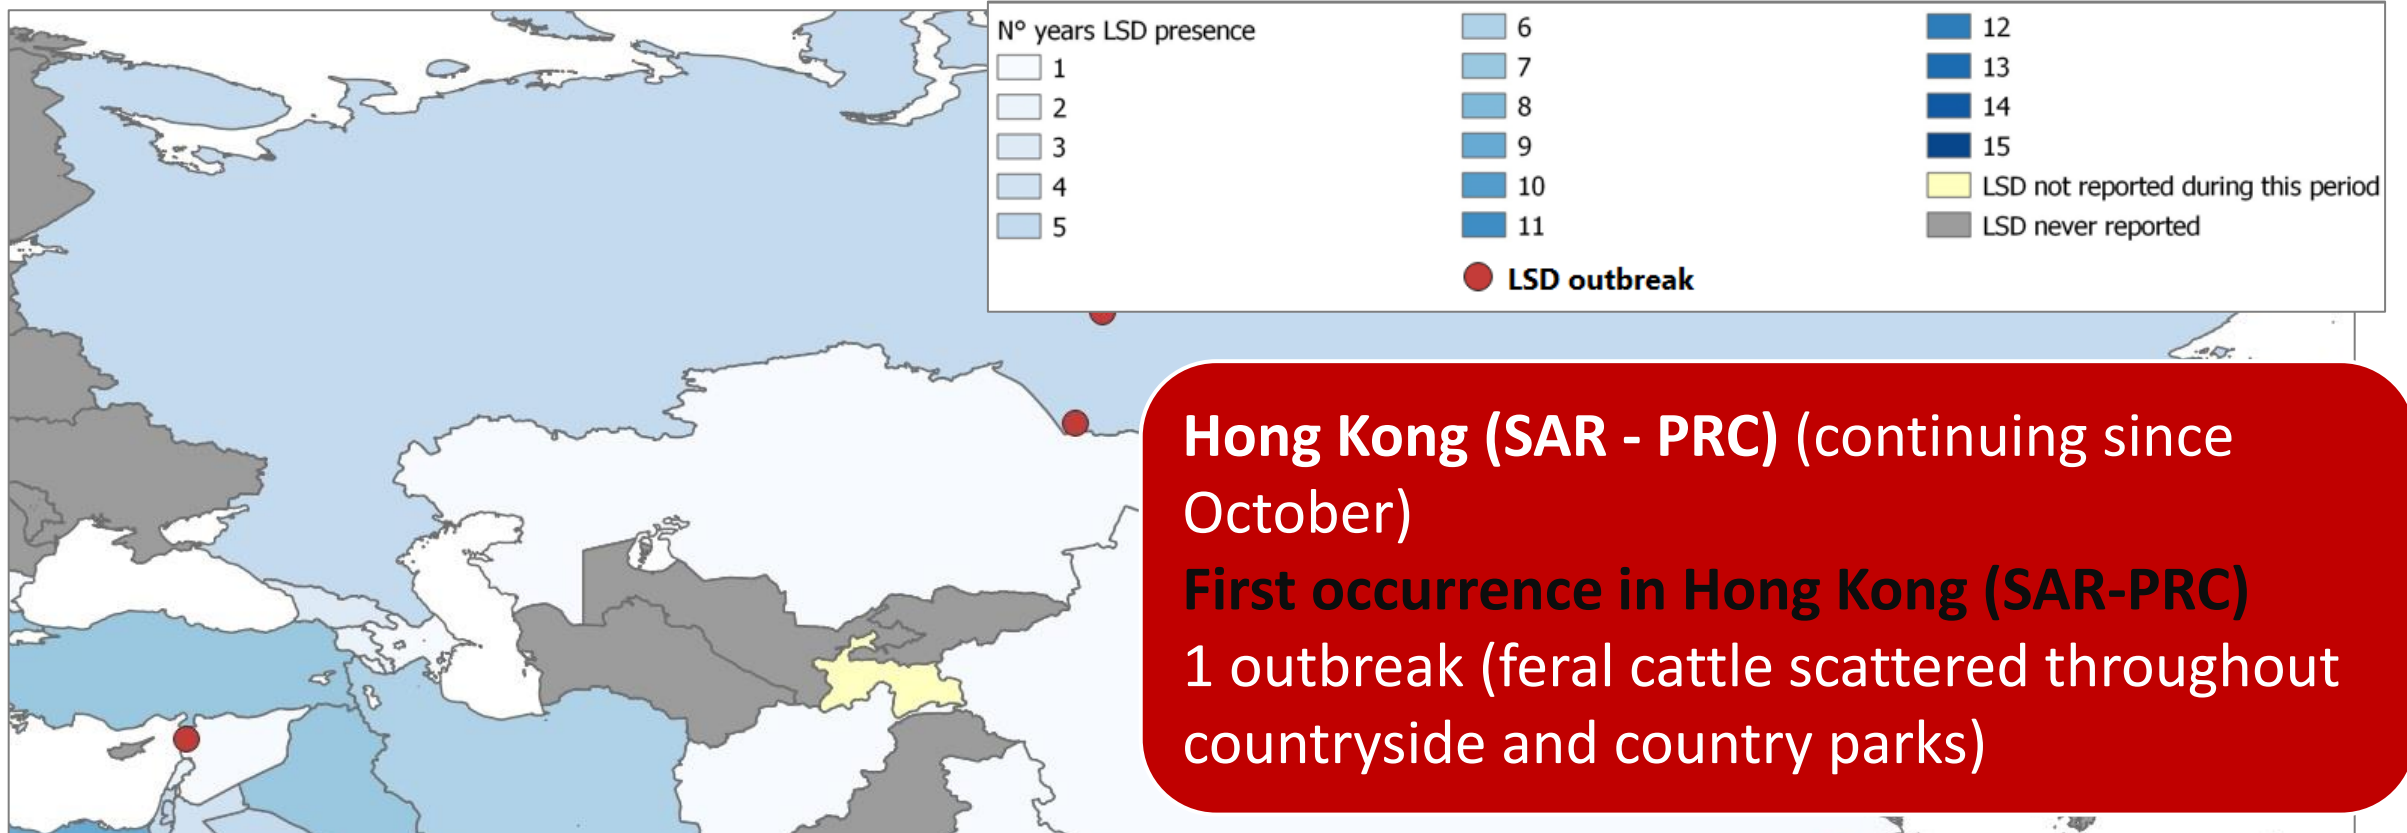 N° years LSD presence
1
2
3
4
5
6
7
8
9
10
11
12
13
14
15
LSD not reported during this period
LSD never reported
LSD outbreak
Hong Kong (SAR - PRC) (continuing since
October)
First occurrence in Hong Kong (SAR-PRC)
1 outbreak (feral cattle scattered throughout
countryside and country parks)